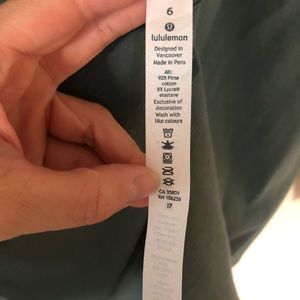 6
lululemon
Designed in
Vancouver
Made in Peru
All:
92% Pima
cotton
8% Lycra®
elastane
Exclusive of
decoration
Wash with
like colours
CA 35801
RN 106259
17